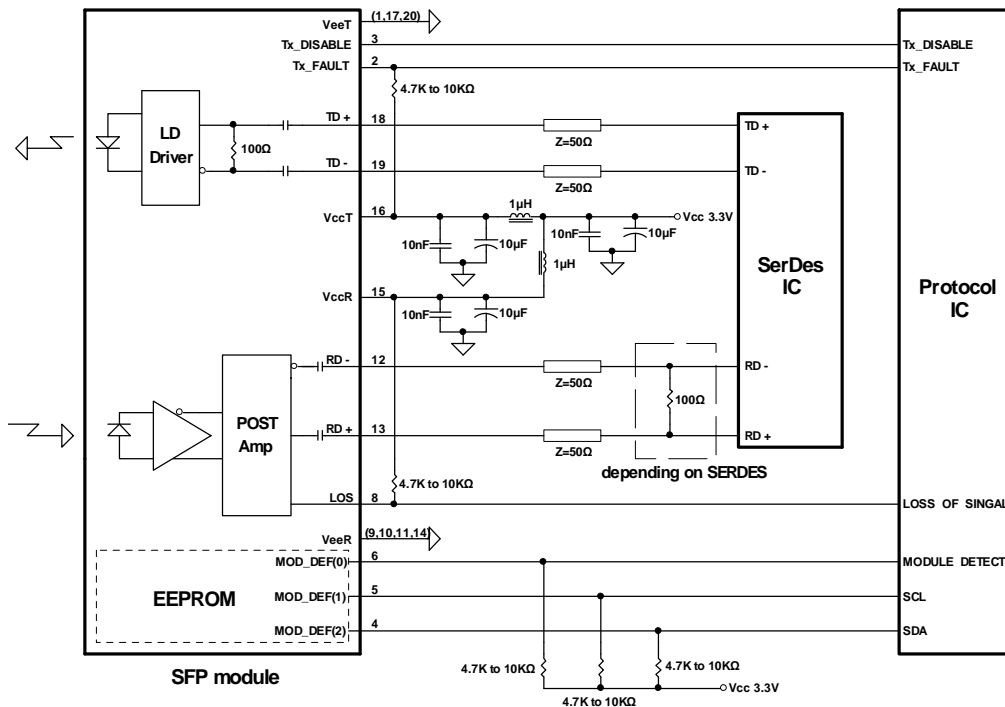 VeeT (1,17,20)
Tx_DISABLE 3 Tx_DISABLE
Tx_FAULT 2 Tx_FAULT
4.7K to 10KΩ
LD
Driver
100Ω
TD + 18 Z=50Ω TD +
TD - 19 Z=50Ω TD -
1µH
VccT 16 Vcc 3.3V
10nF 10µF 10nF 10µF
1µH
SerDes
IC
Protocol
IC
VccR 15
10nF 10µF
RD - 12 Z=50Ω RD -
POST
Amp
100Ω
RD + 13 Z=50Ω RD +
depending on SERDES
4.7K to 10KΩ
LOS 8 LOSS OF SINGAL
VeeR (9,10,11,14)
MOD_DEF(0) 6 MODULE DETECT
EEPROM
MOD_DEF(1) 5 SCL
MOD_DEF(2) 4 SDA
SFP module
4.7K to 10KΩ 4.7K to 10KΩ
4.7K to 10KΩ
Vcc 3.3V